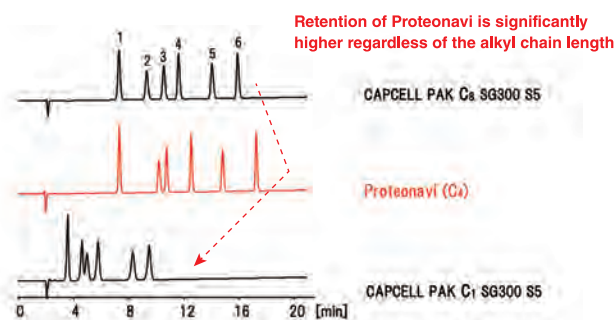 Retention of Proteonavi is significantly
higher regardless of the alkyl chain length
1 2 3 4 5 6
CAPCELL PAK C₈ SG300 S5
Proteonavi (C₄)
CAPCELL PAK C₁ SG300 S5
0 4 8 12 16 20 [min]